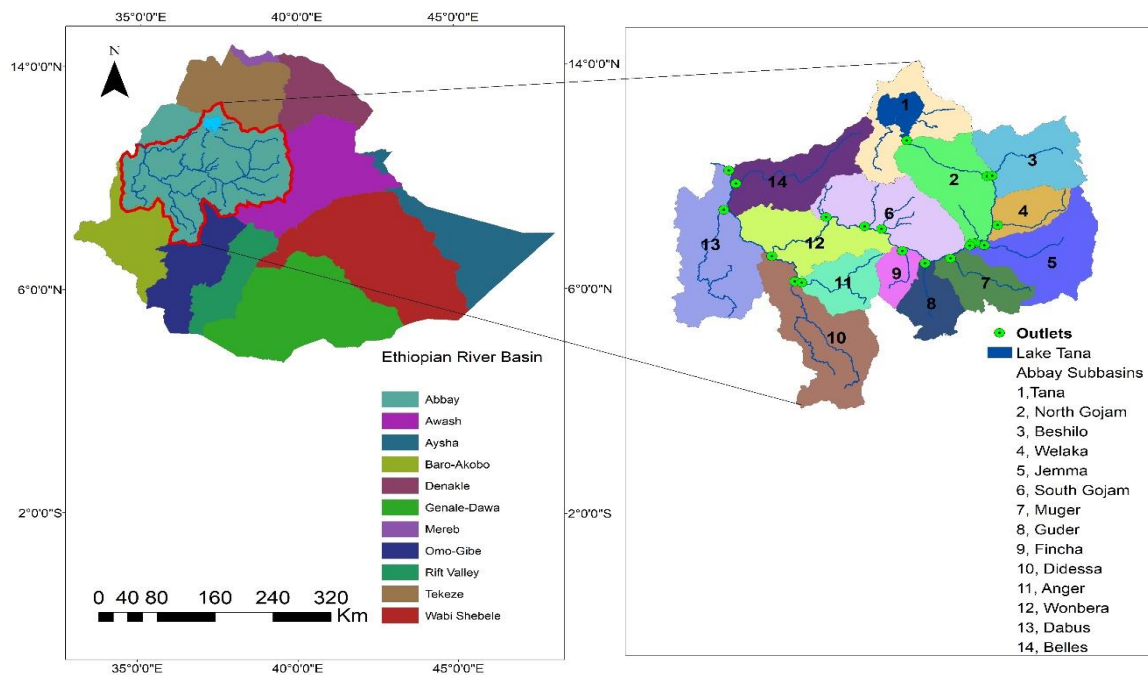 35°0'0"E 40°0'0"E 45°0'0"E
N
14°0'0"N
6°0'0"N
2°0'0"S
Ethiopian River Basin
Abbay
Awash
Aysha
Baro-Akobo
Denakle
Genale-Dawa
Mereb
Omo-Gibe
Rift Valley
Tekeze
Wabi Shebele
0 40 80 160 240 320
Km
35°0'0"E 40°0'0"E 45°0'0"E
14°0'0"N
6°0'0"N
2°0'0"S
1
2
3
14
4
6
13
12
5
9
11
7
8
10
Outlets
Lake Tana
Abbay Subbasins
1,Tana
2, North Gojam
3, Beshilo
4, Welaka
5, Jemma
6, South Gojam
7, Muger
8, Guder
9, Fincha
10, Didessa
11, Anger
12, Wonbera
13, Dabus
14, Belles